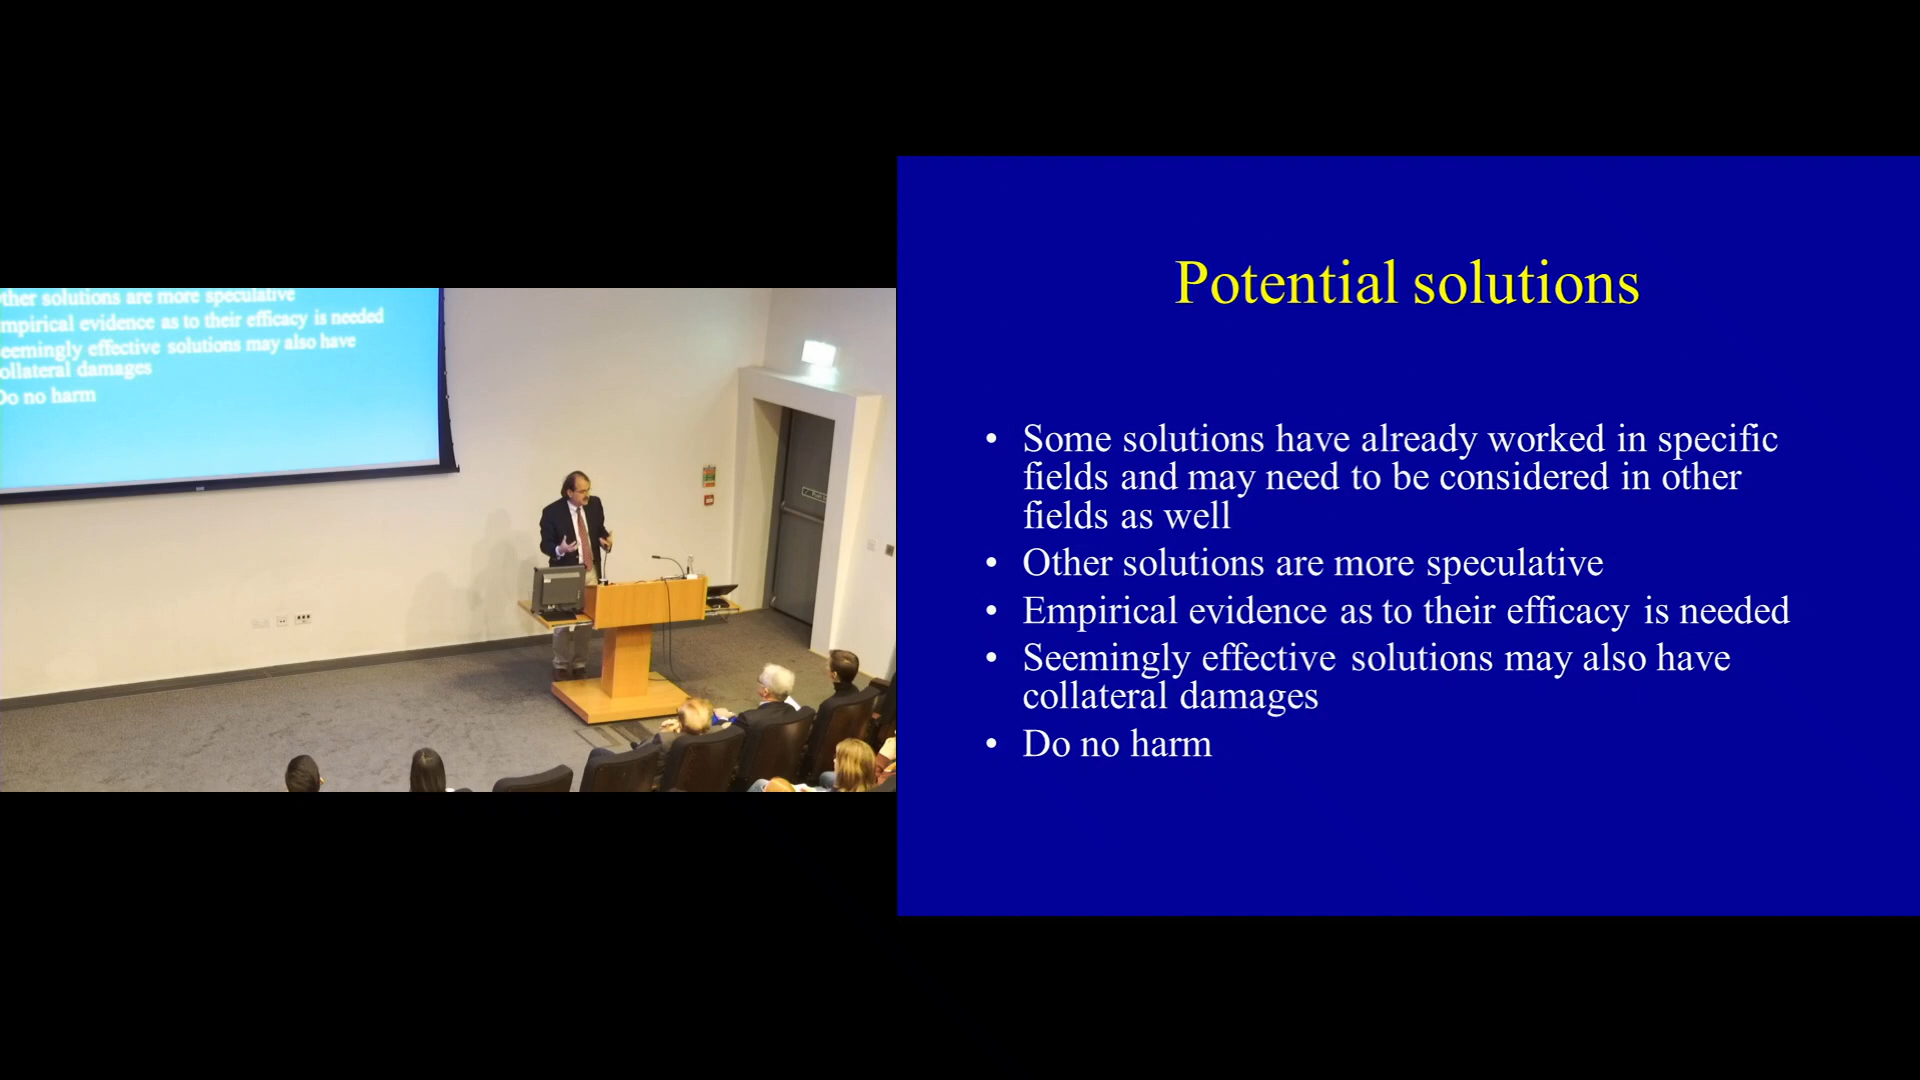 ther solutions are more speculative
mpirical evidence as to their efficacy is needed
eemingly effective solutions may also have
ollateral damages
Do no harm
Potential solutions
• Some solutions have already worked in specific
fields and may need to be considered in other
fields as well
• Other solutions are more speculative
• Empirical evidence as to their efficacy is needed
• Seemingly effective solutions may also have
collateral damages
• Do no harm